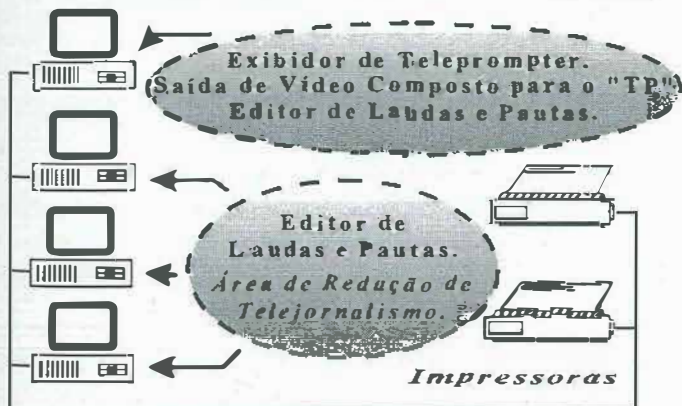 Exibidor de Teleprompter.
Saída de Vídeo Composto para o "TP"
Editor de Laudas e Pautas.
Editor de
Laudas e Pautas.
Área de Redução de
Telejornalismo.
Impressoras